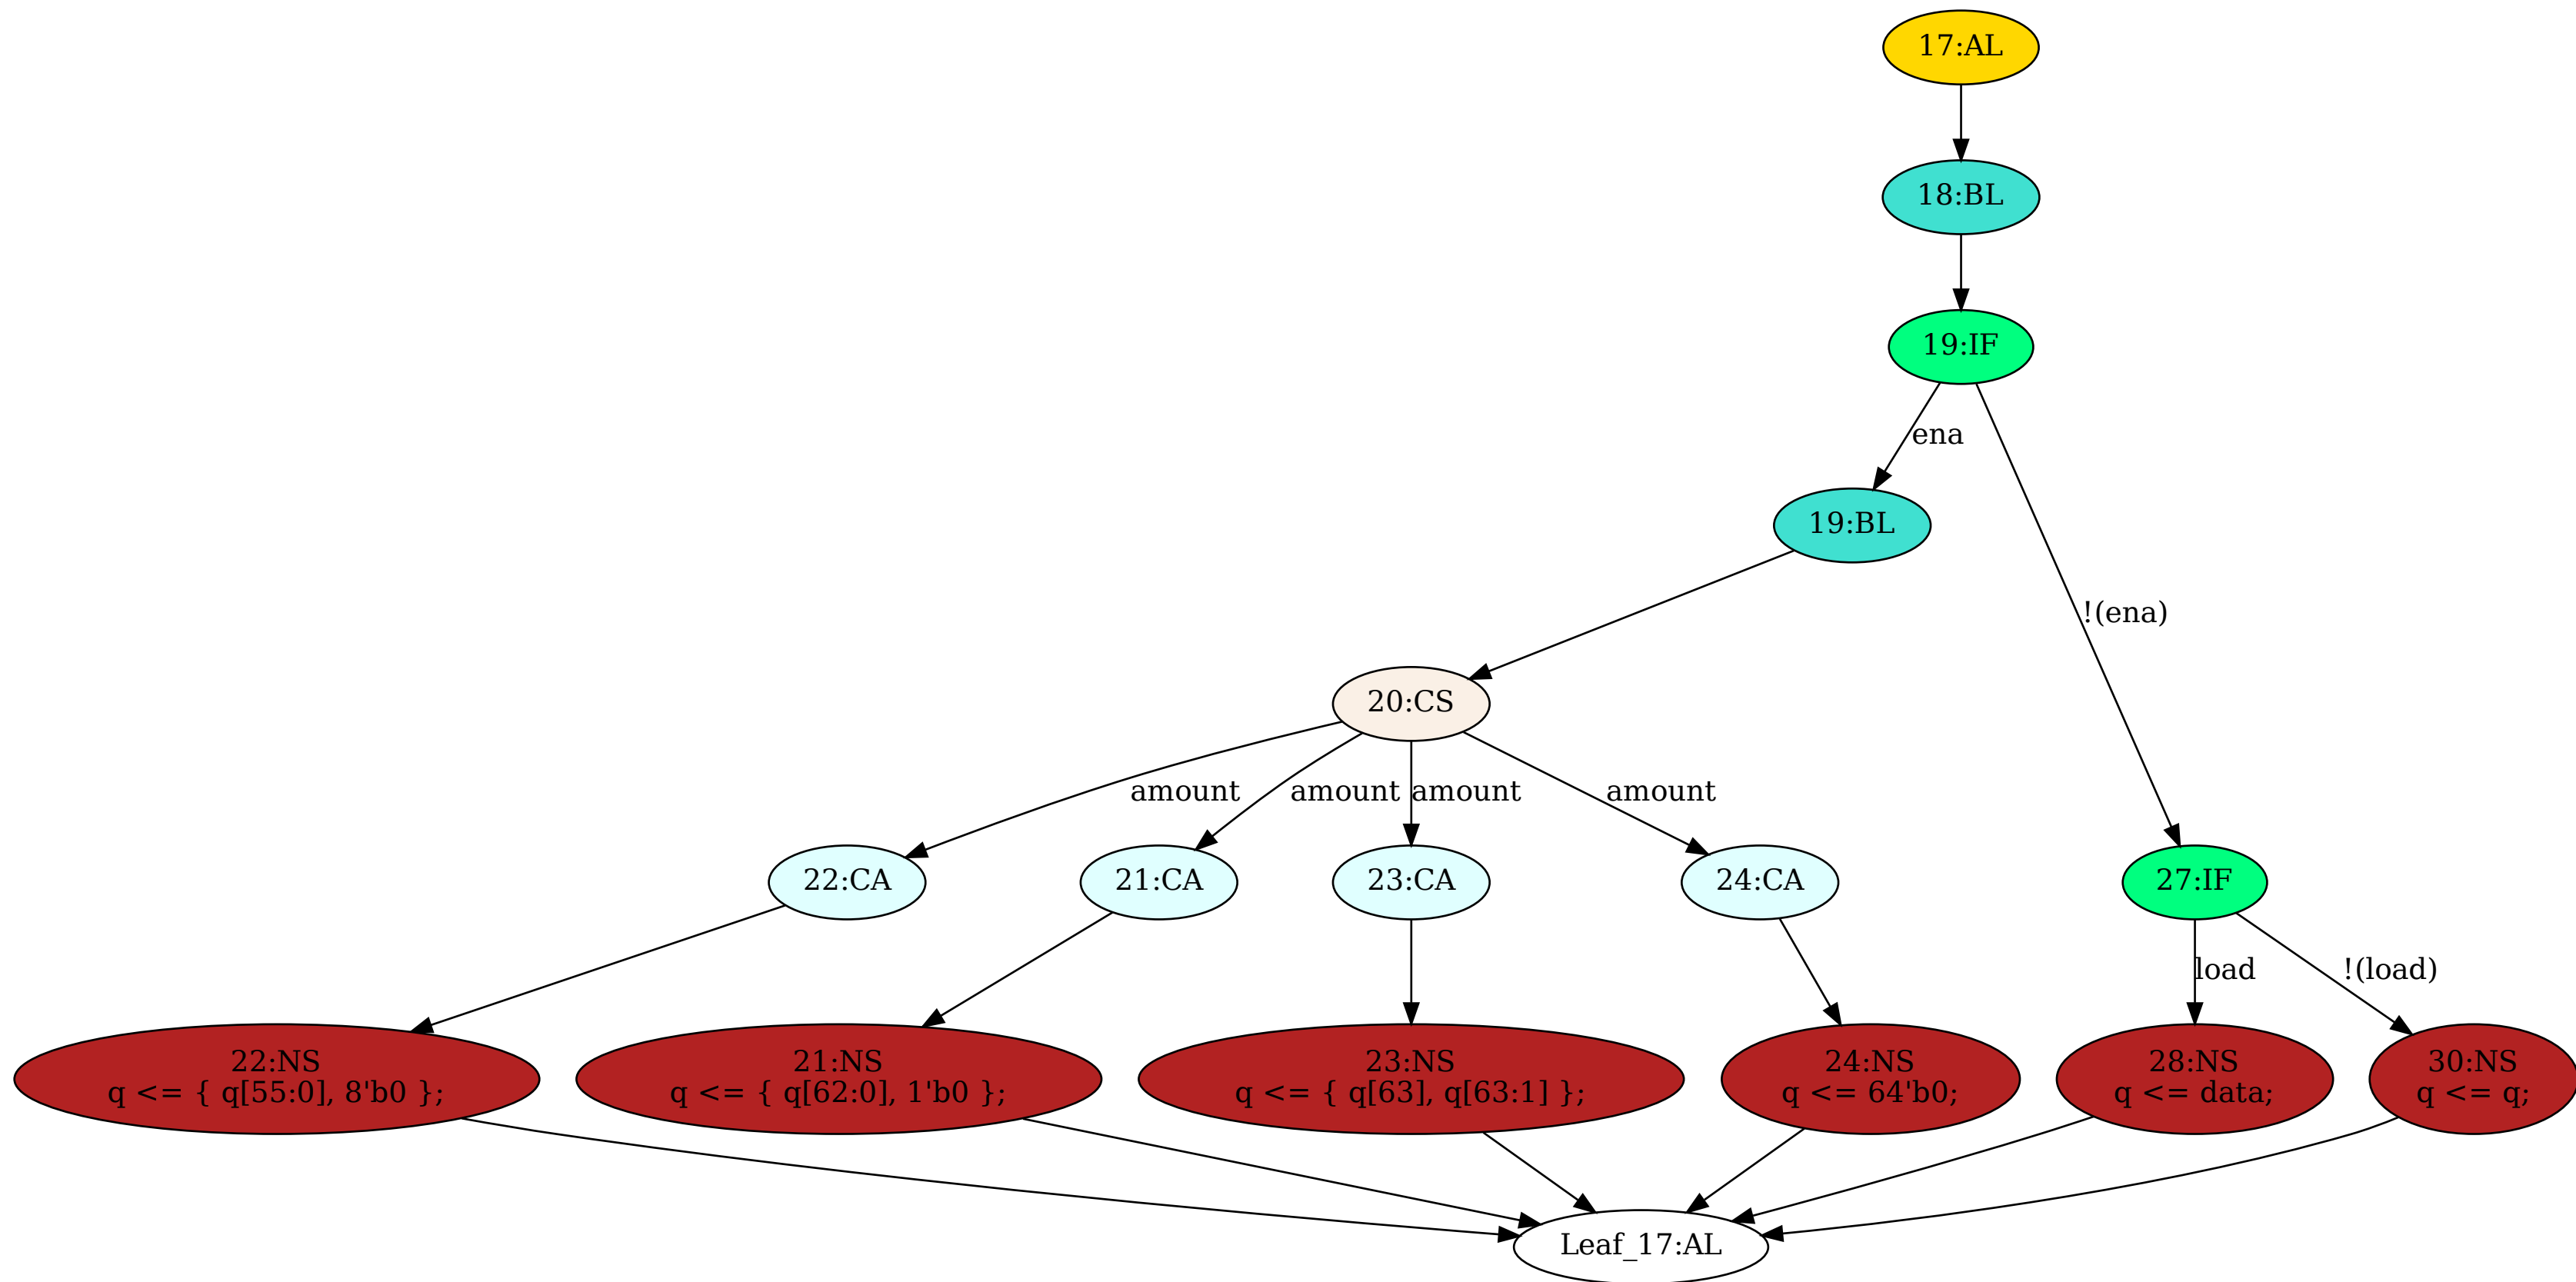 17:AL
18:BL
19:IF
ena
19:BL
!(ena)
20:CS
amount
amount
amount
amount
22:CA
21:CA
23:CA
24:CA
27:IF
load
!(load)
22:NS
q <= { q[55:0], 8'b0 };
21:NS
q <= { q[62:0], 1'b0 };
23:NS
q <= { q[63], q[63:1] };
24:NS
q <= 64'b0;
28:NS
q <= data;
30:NS
q <= q;
Leaf_17:AL